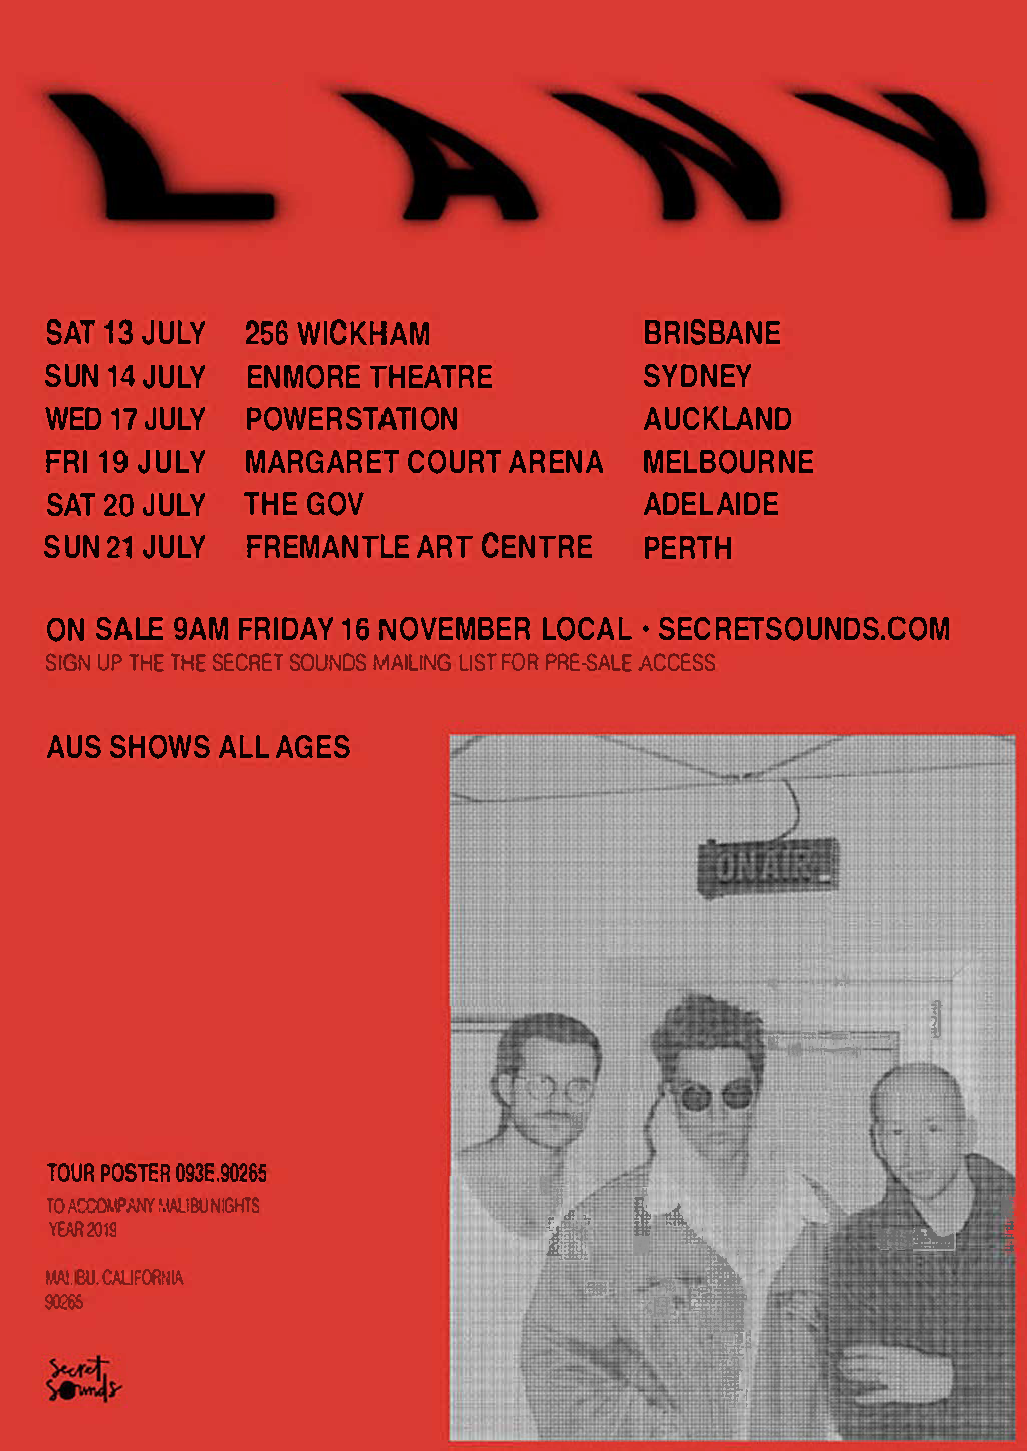 LANY
SAT 13 JULY 256 WICKHAM BRISBANE
SUN 14 JULY ENMORE THEATRE SYDNEY
WED 17 JULY POWERSTATION AUCKLAND
FRI 19 JULY MARGARET COURT ARENA MELBOURNE
SAT 20 JULY THE GOV ADELAIDE
SUN 21 JULY FREMANTLE ART CENTRE PERTH
ON SALE 9AM FRIDAY 16 NOVEMBER LOCAL • SECRETSOUNDS.COM
SIGN UP THE THE SECRET SOUNDS MAILING LIST FOR PRE-SALE ACCESS
AUS SHOWS ALL AGES
ON AIR
TOUR POSTER 093E.90265
TO ACCOMPANY MALIBU NIGHTS
YEAR 2019
MALIBU, CALIFORNIA
90265
Secret
Sounds